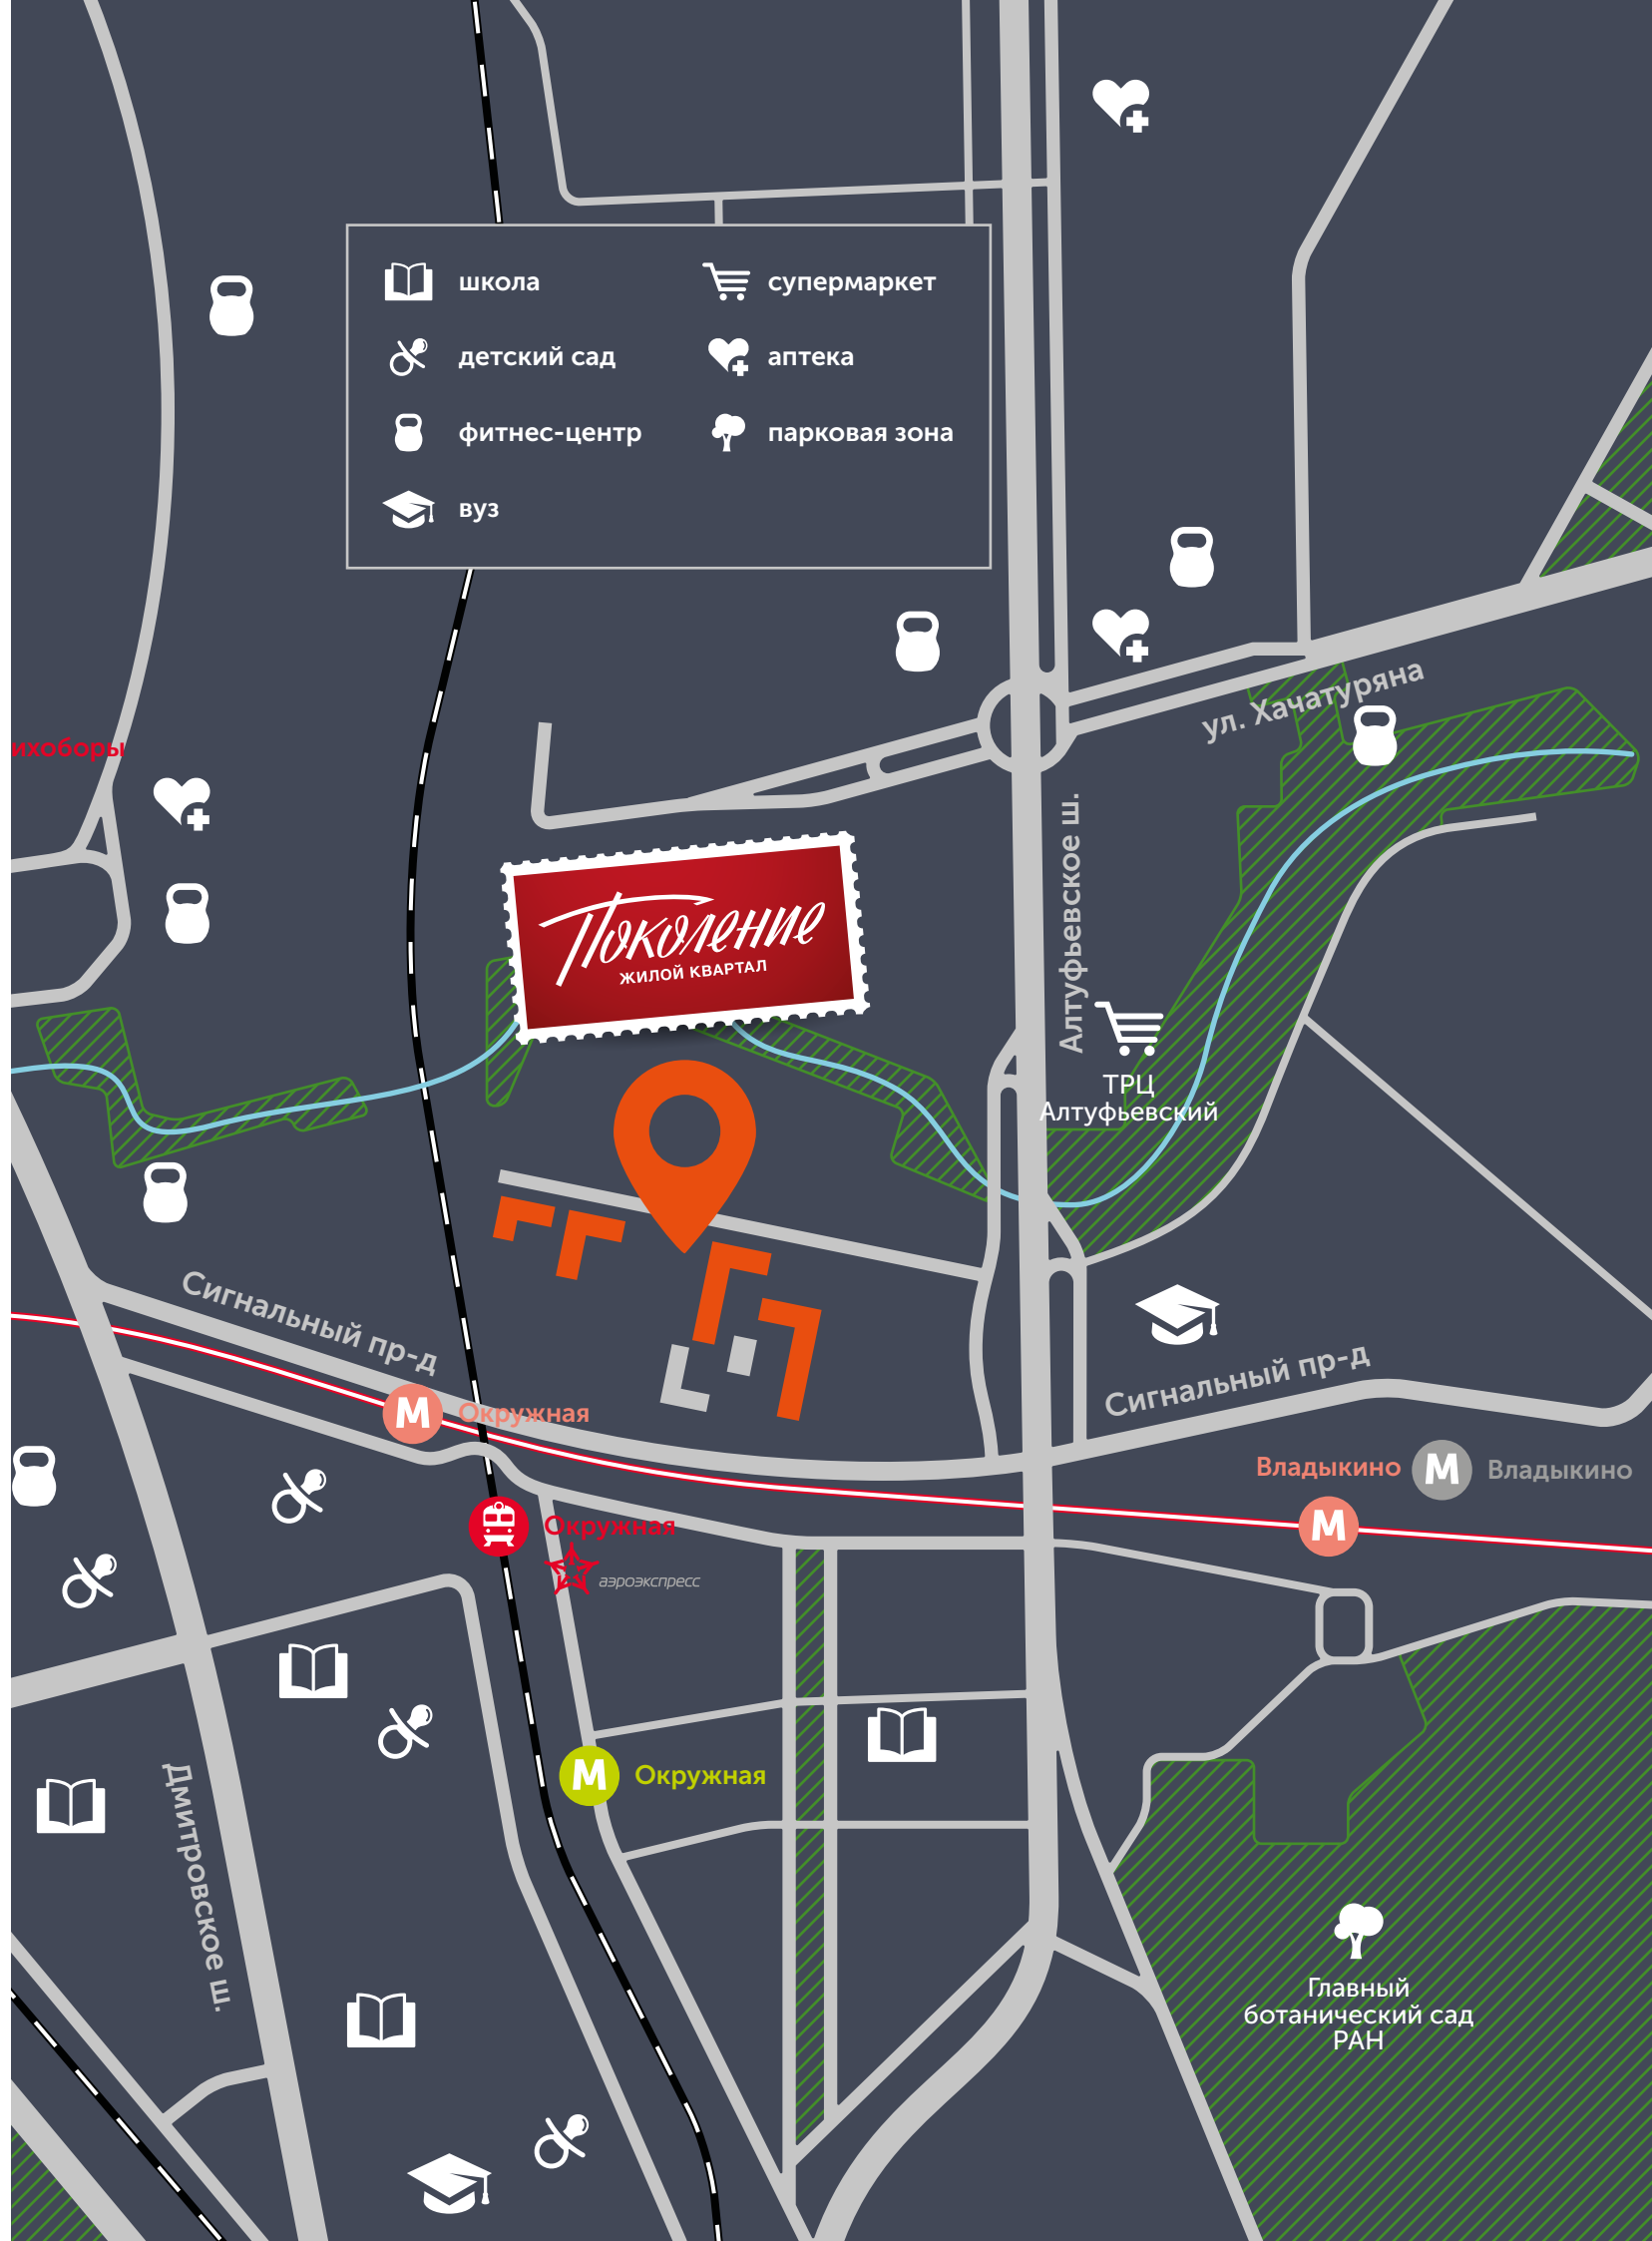 школа
супермаркет
детский сад
аптека
фитнес-центр
парковая зона
вуз
ул. Хачатуряна
ихоборы
Алтуфьевское ш.
Поколение
ЖИЛОЙ КВАРТАЛ
ТРЦ
Алтуфьевский
Сигнальный пр-д
Сигнальный пр-д
М Окружная
Владыкино М Владыкино
М
Окружная
аэроэкспресс
М Окружная
Дмитровское ш.
Главный
ботанический сад
РАН